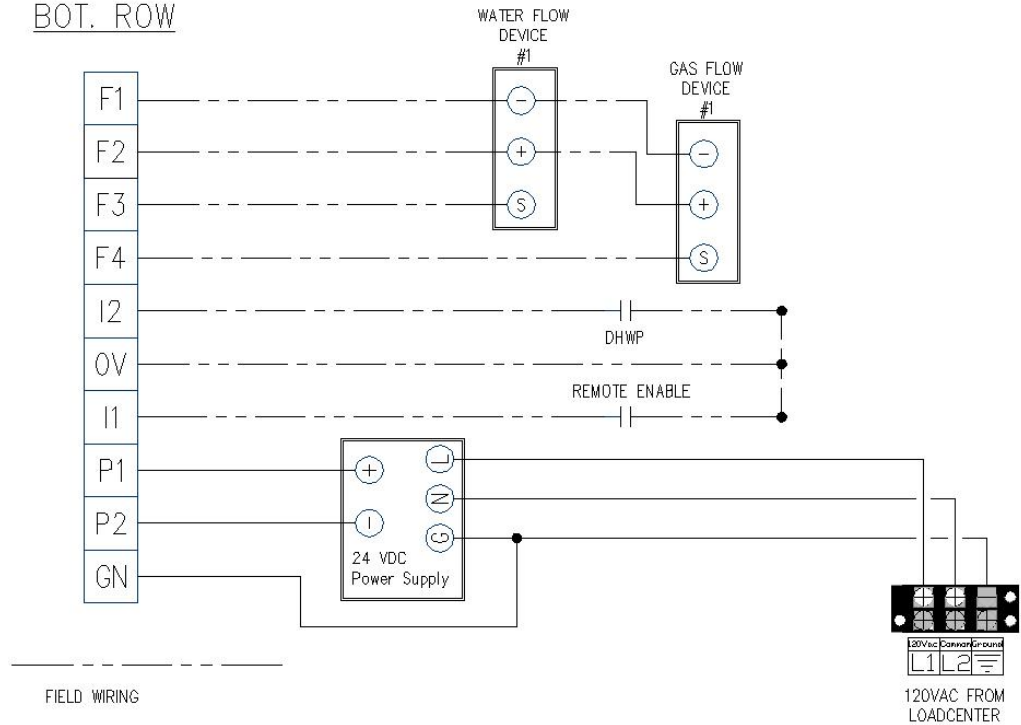 BOT. ROW
WATER FLOW
DEVICE
#1
GAS FLOW
DEVICE
#1
F1
-
F2
+
-
F3
S
+
F4
S
I2
DHWP
0V
REMOTE ENABLE
I1
P1
+
L
N
P2
-
G
24 VDC
Power Supply
GN
120Vac Common Ground
L1 L2
FIELD WIRING
120VAC FROM
LOADCENTER